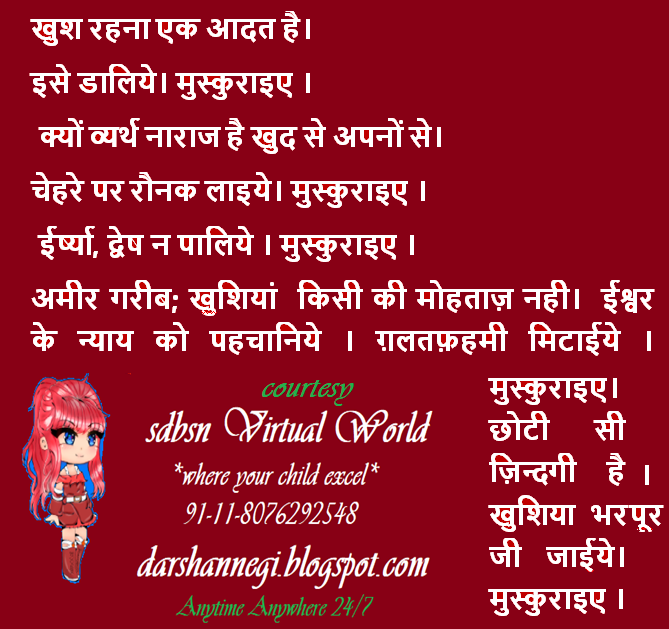 खुश रहना एक आदत है।
इसे डालिये। मुस्कुराइए ।
क्यों व्यर्थ नाराज है खुद से अपनों से।
चेहरे पर रौनक लाइये। मुस्कुराइए ।
ईर्ष्या, द्वेष न पालिये । मुस्कुराइए ।
अमीर गरीब; खुशियां किसी की मोहताज़ नही। ईश्वर
के न्याय को पहचानिये । ग़लतफ़हमी मिटाईये ।
मुस्कुराइए।
छोटी सी
ज़िन्दगी है ।
खुशिया भरपूर
जी जाईये।
मुस्कुराइए ।
courtesy
sdbsn Virtual World
*where your child excel*
91-11-8076292548
darshannegi.blogspot.com
Anytime Anywhere 24/7